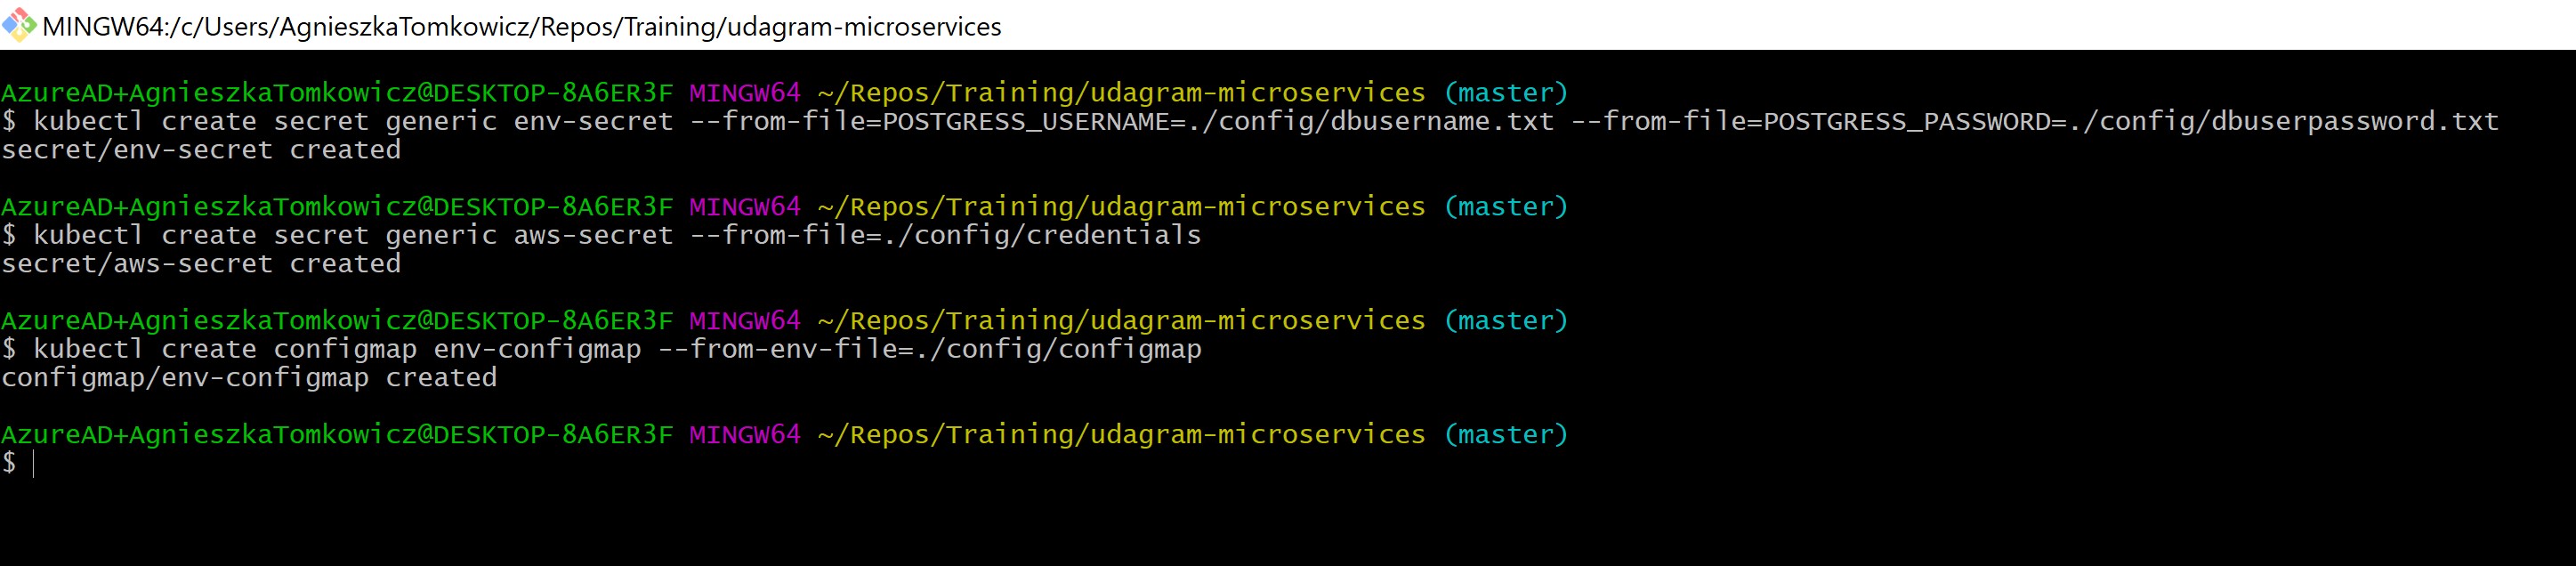 MINGW64:/c/Users/AgnieszkaTomkowicz/Repos/Training/udagram-microservices
AzureAD+AgnieszkaTomkowicz@DESKTOP-8A6ER3F MINGW64 ~/Repos/Training/udagram-microservices (master)
$ kubectl create secret generic env-secret --from-file=POSTGRESS_USERNAME=./config/dbusername.txt --from-file=POSTGRESS_PASSWORD=./config/dbuserpassword.txt
secret/env-secret created
AzureAD+AgnieszkaTomkowicz@DESKTOP-8A6ER3F MINGW64 ~/Repos/Training/udagram-microservices (master)
$ kubectl create secret generic aws-secret --from-file=./config/credentials
secret/aws-secret created
AzureAD+AgnieszkaTomkowicz@DESKTOP-8A6ER3F MINGW64 ~/Repos/Training/udagram-microservices (master)
$ kubectl create configmap env-configmap --from-env-file=./config/configmap
configmap/env-configmap created
AzureAD+AgnieszkaTomkowicz@DESKTOP-8A6ER3F MINGW64 ~/Repos/Training/udagram-microservices (master)
$